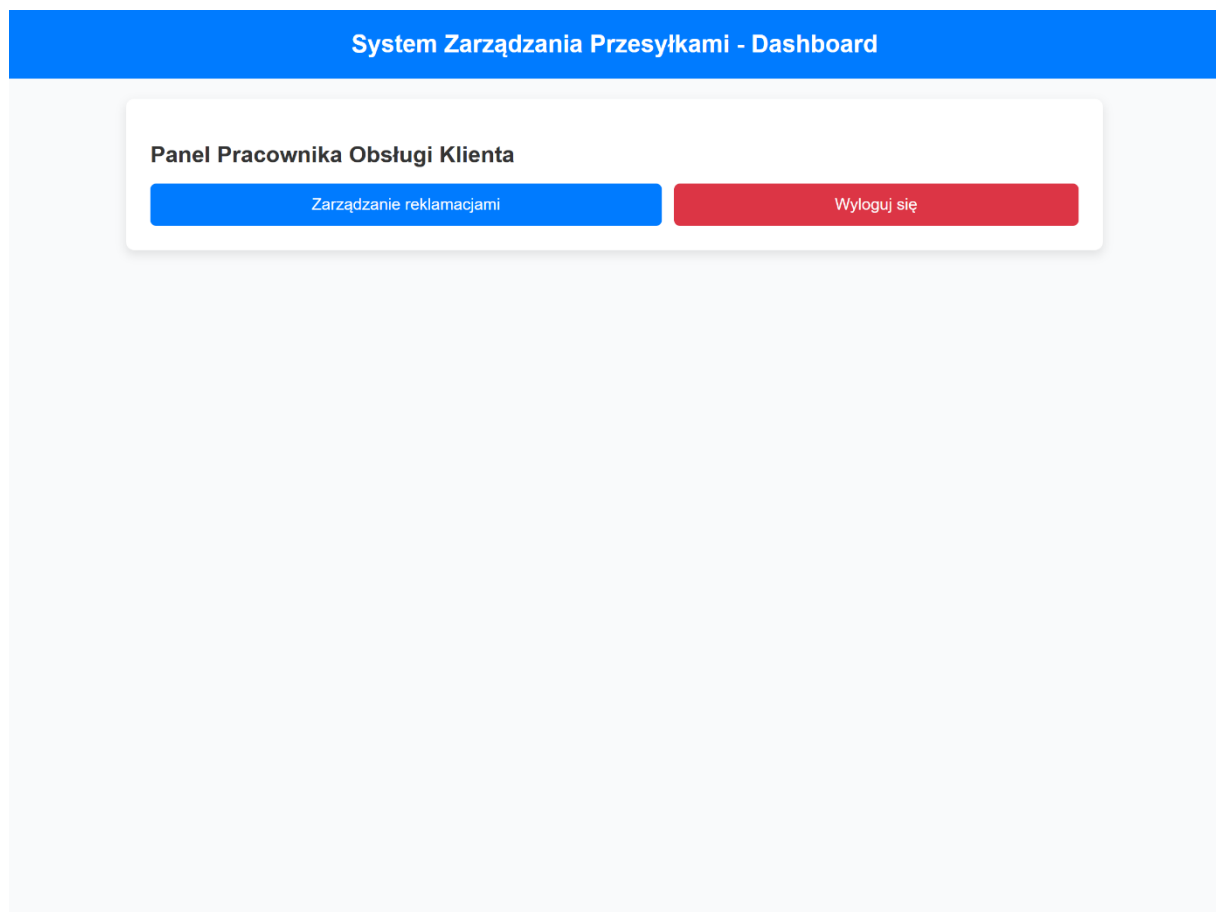 System Zarządzania Przesyłkami - Dashboard
Panel Pracownika Obsługi Klienta
Zarządzanie reklamacjami
Wyloguj się